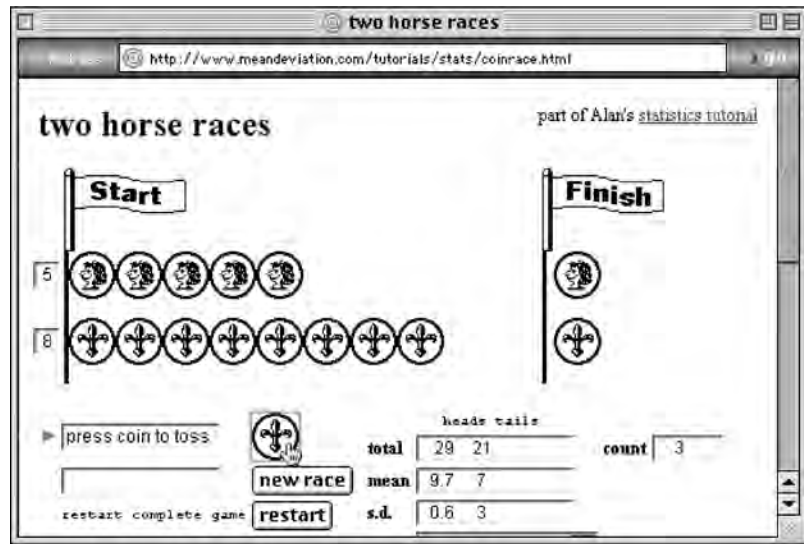 two horse races
http://www.meandeviation.com/tutorials/stats/coinrace.html
two horse races
part of Alan's statistics tutorial
Start
Finish
5
8
heads tails
press coin to toss
total 29 21
count 3
new race
mean 9.7 7
restart complete game
restart
s.d. 0.6 3